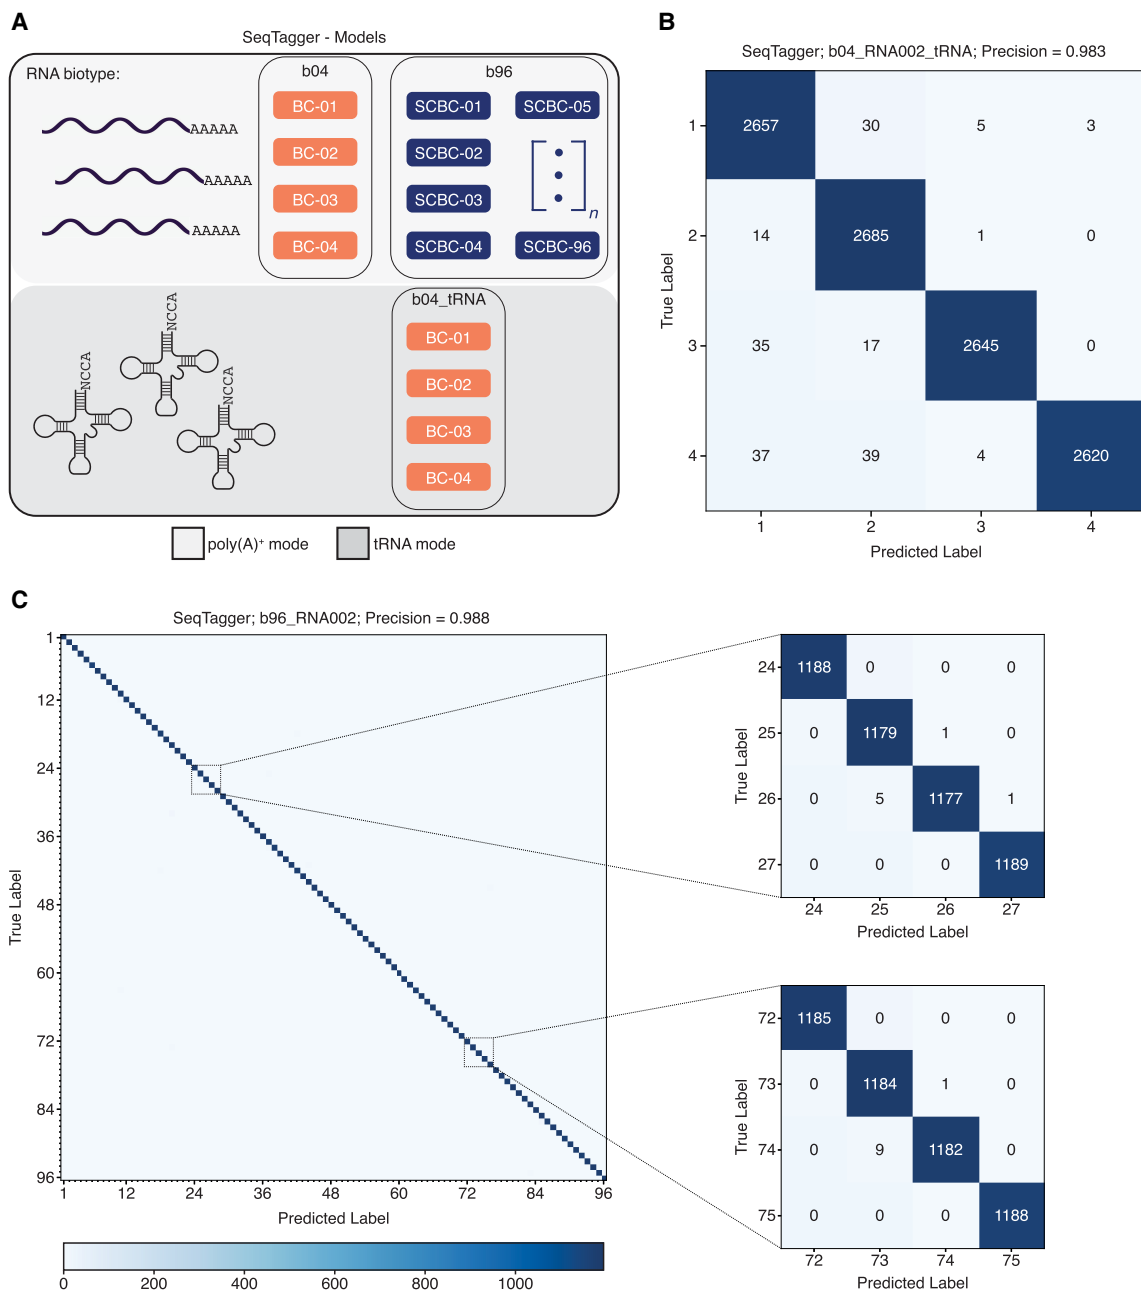 A
SeqTagger - Models
RNA biotype:
b04
b96
AAAAA
AAAAA
AAAAA
BC-01
BC-02
BC-03
BC-04
SCBC-01
SCBC-02
SCBC-03
SCBC-04
SCBC-05
n
SCBC-96
NCCA
NCCA
NCCA
b04_tRNA
BC-01
BC-02
BC-03
BC-04
poly(A)⁺ mode
tRNA mode
B
SeqTagger; b04_RNA002_tRNA; Precision = 0.983
True Label
1 2657 30 5 3
2 14 2685 1 0
3 35 17 2645 0
4 37 39 4 2620
1 2 3 4
Predicted Label
C
SeqTagger; b96_RNA002; Precision = 0.988
True Label
1
12
24
36
48
60
72
84
96
1 12 24 36 48 60 72 84 96
Predicted Label
0 200 400 600 800 1000
True Label
24 1188 0 0 0
25 0 1179 1 0
26 0 5 1177 1
27 0 0 0 1189
24 25 26 27
Predicted Label
True Label
72 1185 0 0 0
73 0 1184 1 0
74 0 9 1182 0
75 0 0 0 1188
72 73 74 75
Predicted Label